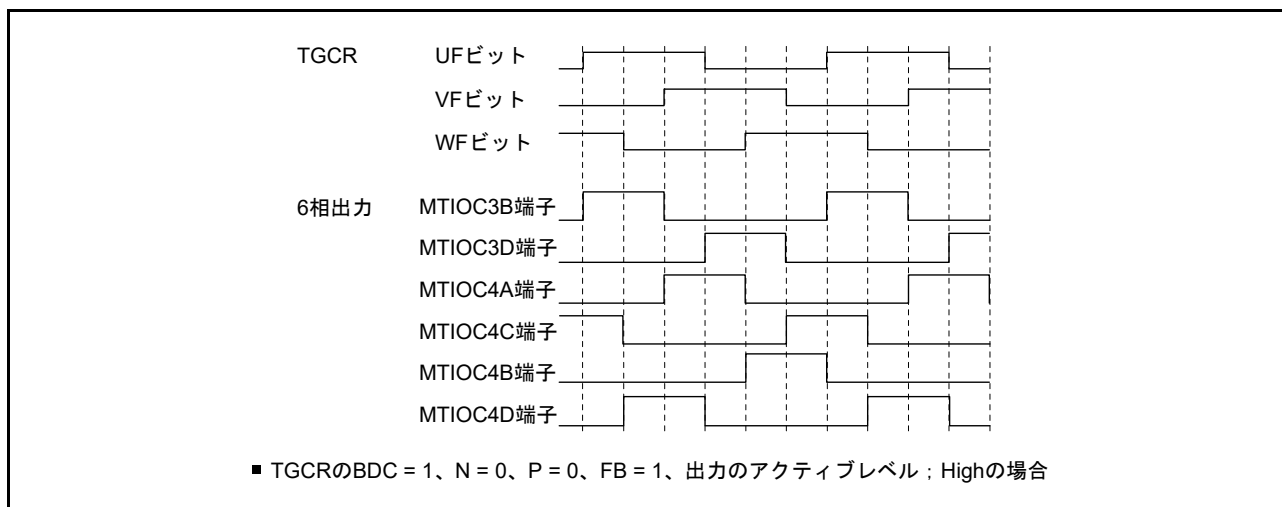 TGCR UFビット
VFビット
WFビット
6相出力 MTIOC3B端子
MTIOC3D端子
MTIOC4A端子
MTIOC4C端子
MTIOC4B端子
MTIOC4D端子
■ TGCRのBDC = 1、N = 0、P = 0、FB = 1、出力のアクティブレベル ; Highの場合